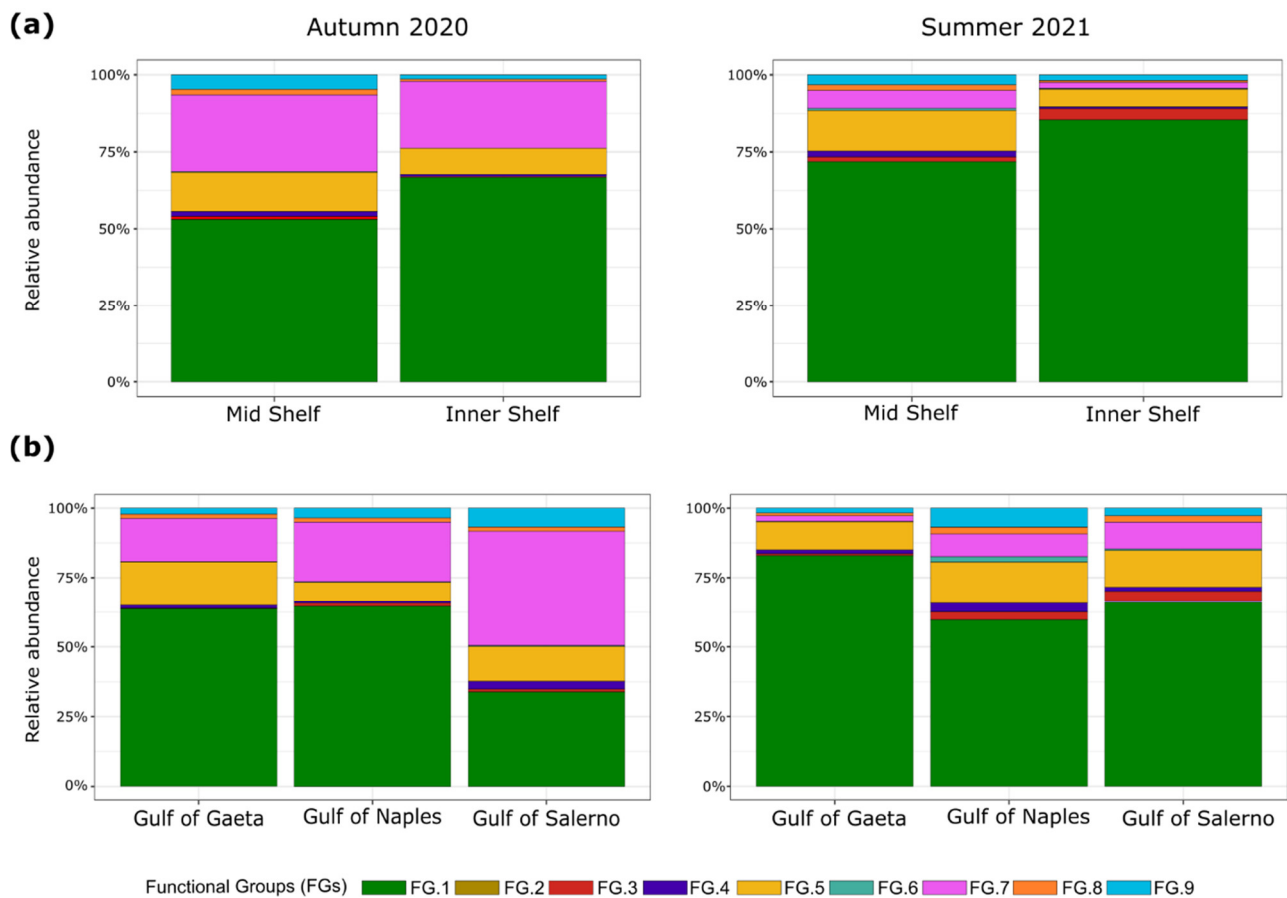 (a)
Autumn 2020
Summer 2021
Relative abundance
100%
75%
50%
25%
0%
Mid Shelf
Inner Shelf
100%
75%
50%
25%
0%
Mid Shelf
Inner Shelf
(b)
Relative abundance
100%
75%
50%
25%
0%
Gulf of Gaeta
Gulf of Naples
Gulf of Salerno
100%
75%
50%
25%
0%
Gulf of Gaeta
Gulf of Naples
Gulf of Salerno
Functional Groups (FGs) FG.1 FG.2 FG.3 FG.4 FG.5 FG.6 FG.7 FG.8 FG.9